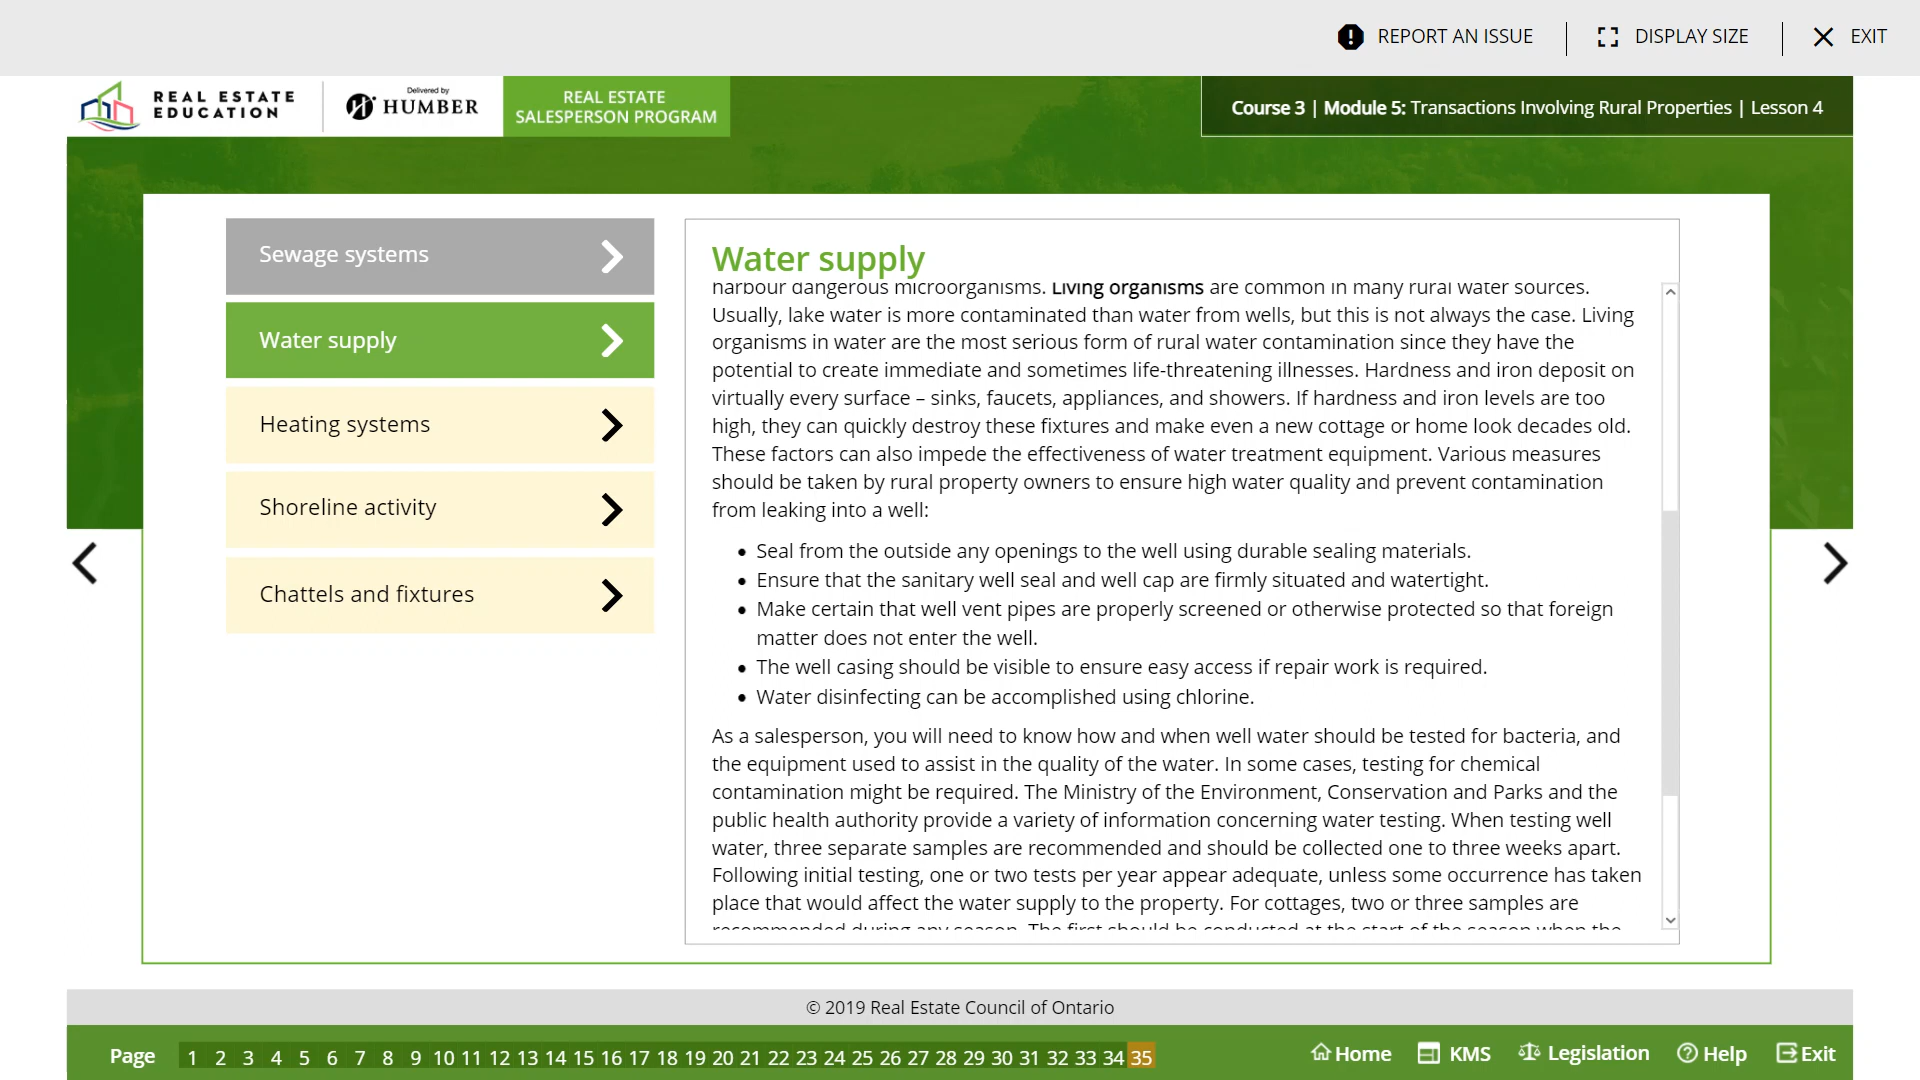 REPORT AN ISSUE
DISPLAY SIZE
EXIT
REAL ESTATE
EDUCATION
Delivered by
HUMBER
REAL ESTATE
SALESPERSON PROGRAM
Course 3 | Module 5: Transactions Involving Rural Properties | Lesson 4
Sewage systems
Water supply
Heating systems
Shoreline activity
Chattels and fixtures
Water supply
harbour dangerous microorganisms. Living organisms are common in many rural water sources.
Usually, lake water is more contaminated than water from wells, but this is not always the case. Living
organisms in water are the most serious form of rural water contamination since they have the
potential to create immediate and sometimes life-threatening illnesses. Hardness and iron deposit on
virtually every surface – sinks, faucets, appliances, and showers. If hardness and iron levels are too
high, they can quickly destroy these fixtures and make even a new cottage or home look decades old.
These factors can also impede the effectiveness of water treatment equipment. Various measures
should be taken by rural property owners to ensure high water quality and prevent contamination
from leaking into a well:
• Seal from the outside any openings to the well using durable sealing materials.
• Ensure that the sanitary well seal and well cap are firmly situated and watertight.
• Make certain that well vent pipes are properly screened or otherwise protected so that foreign
matter does not enter the well.
• The well casing should be visible to ensure easy access if repair work is required.
• Water disinfecting can be accomplished using chlorine.
As a salesperson, you will need to know how and when well water should be tested for bacteria, and
the equipment used to assist in the quality of the water. In some cases, testing for chemical
contamination might be required. The Ministry of the Environment, Conservation and Parks and the
public health authority provide a variety of information concerning water testing. When testing well
water, three separate samples are recommended and should be collected one to three weeks apart.
Following initial testing, one or two tests per year appear adequate, unless some occurrence has taken
place that would affect the water supply to the property. For cottages, two or three samples are
recommended during any season. The first should be conducted at the start of the season when the
© 2019 Real Estate Council of Ontario
Page 1 2 3 4 5 6 7 8 9 10 11 12 13 14 15 16 17 18 19 20 21 22 23 24 25 26 27 28 29 30 31 32 33 34 35
Home KMS Legislation Help Exit